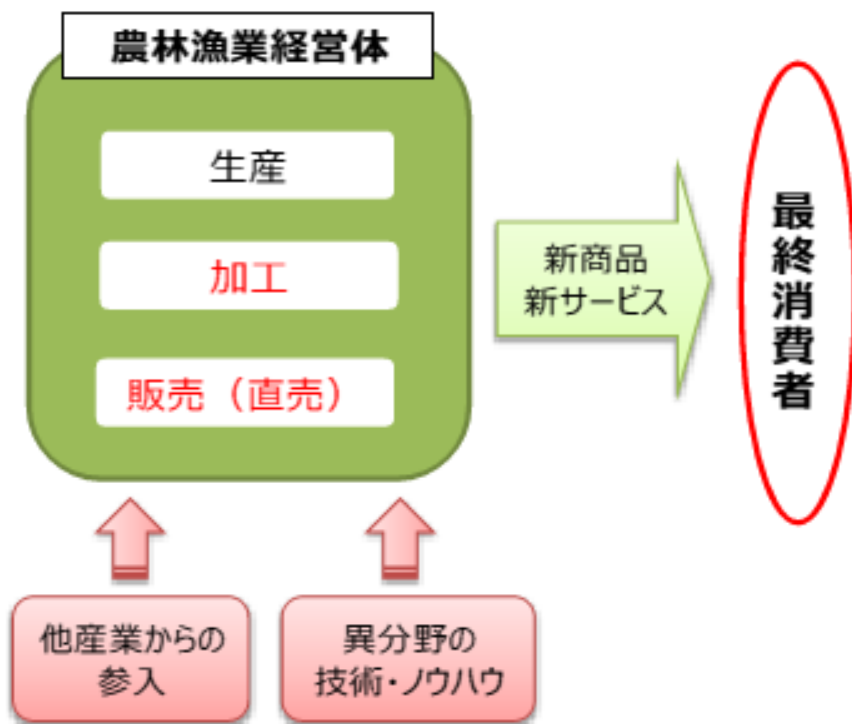 農林漁業経営体
生産
加工
販売（直売）
新商品
新サービス
最終消費者
他産業からの
参入
異分野の
技術・ノウハウ